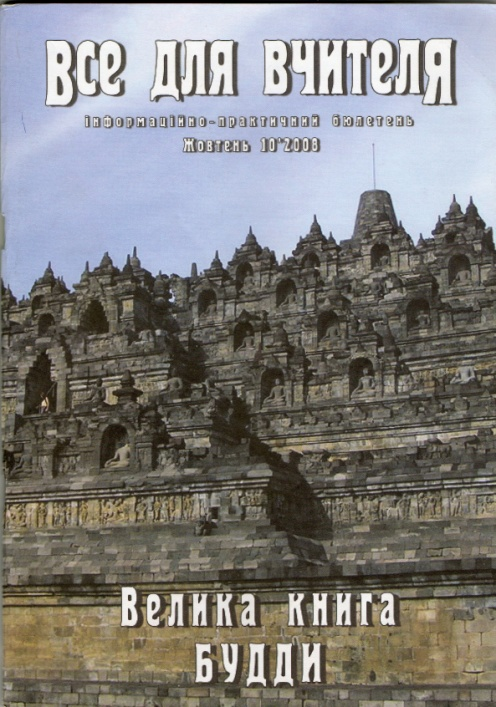 Все для вчителя
інформаційно-практичний бюлетень
Жовтень 10'2008
Велика книга
БУДДИ